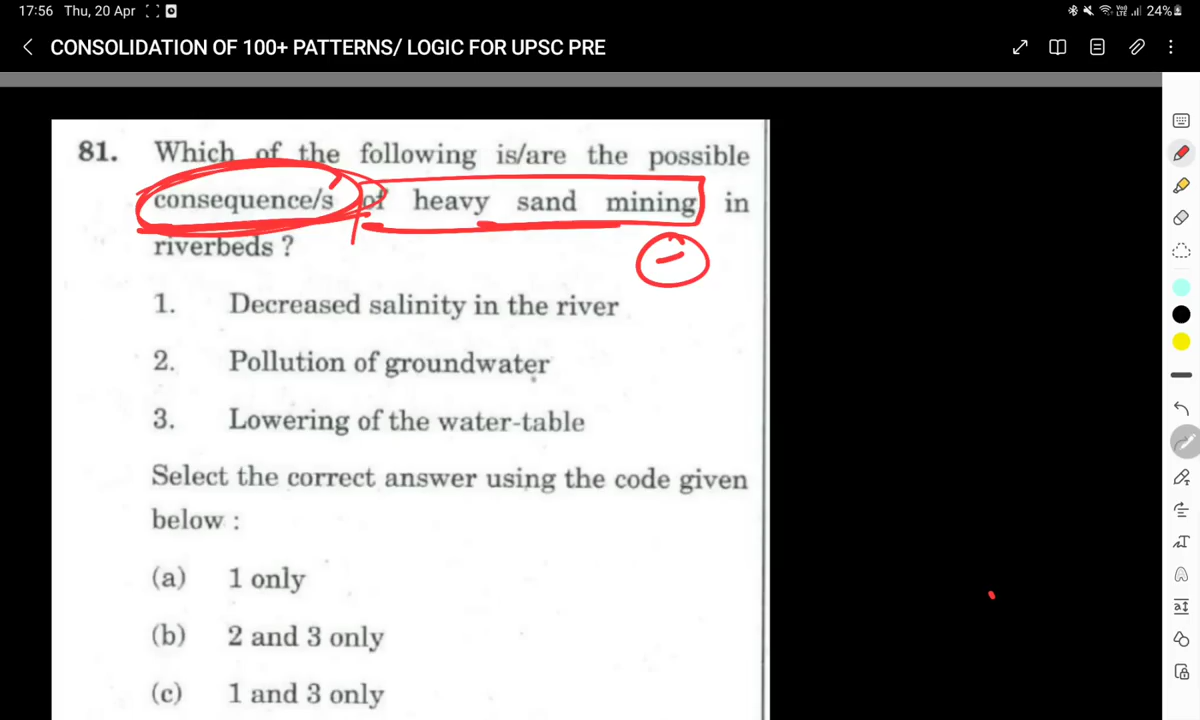 17:56 Thu, 20 Apr 24%
CONSOLIDATION OF 100+ PATTERNS/ LOGIC FOR UPSC PRE
81. Which of the following is/are the possible
consequence/s of heavy sand mining in
riverbeds ?
1. Decreased salinity in the river
2. Pollution of groundwater
3. Lowering of the water-table
Select the correct answer using the code given
below :
(a) 1 only
(b) 2 and 3 only
(c) 1 and 3 only